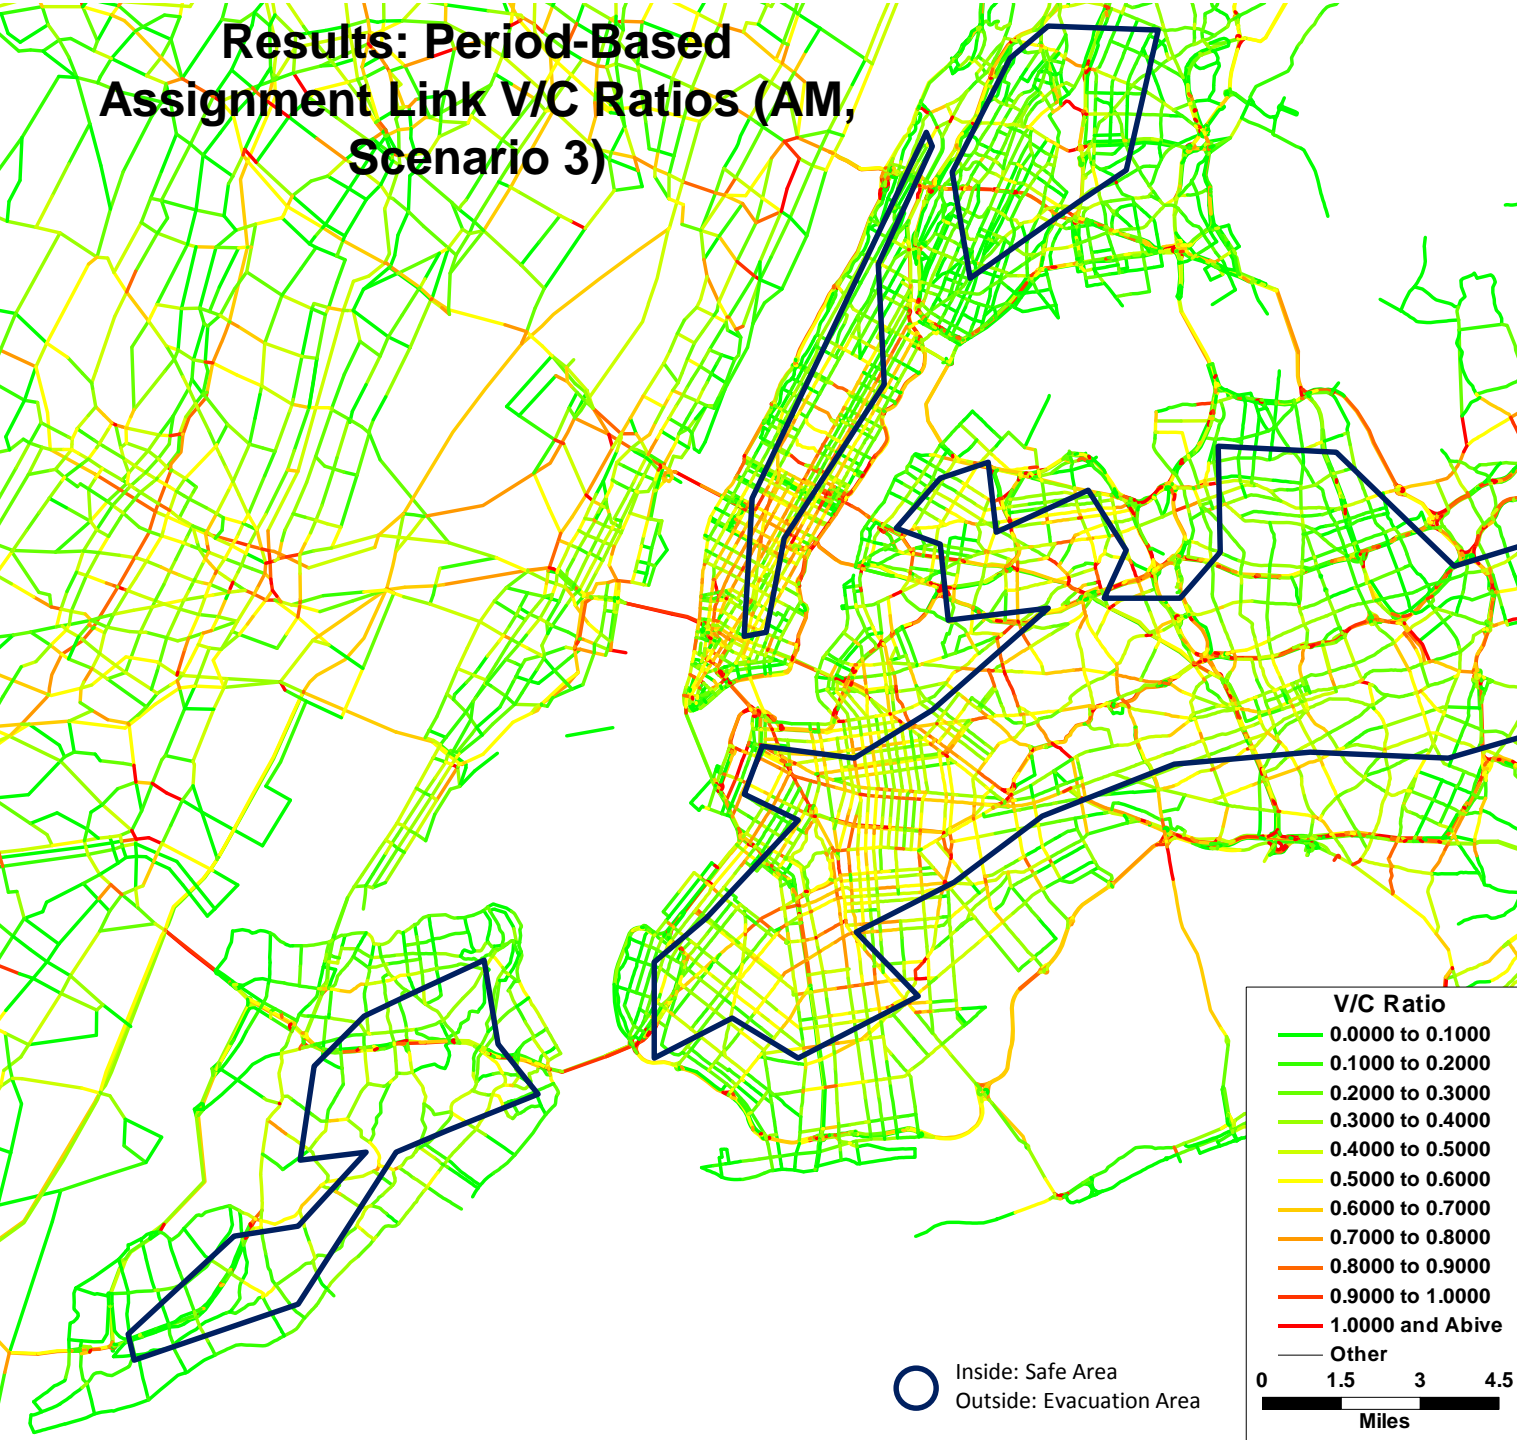 Results: Period-Based
Assignment Link V/C Ratios (AM,
Scenario 3)
V/C Ratio
0.0000 to 0.1000
0.1000 to 0.2000
0.2000 to 0.3000
0.3000 to 0.4000
0.4000 to 0.5000
0.5000 to 0.6000
0.6000 to 0.7000
0.7000 to 0.8000
0.8000 to 0.9000
0.9000 to 1.0000
1.0000 and Abive
Other
0 1.5 3 4.5
Miles
Inside: Safe Area
Outside: Evacuation Area